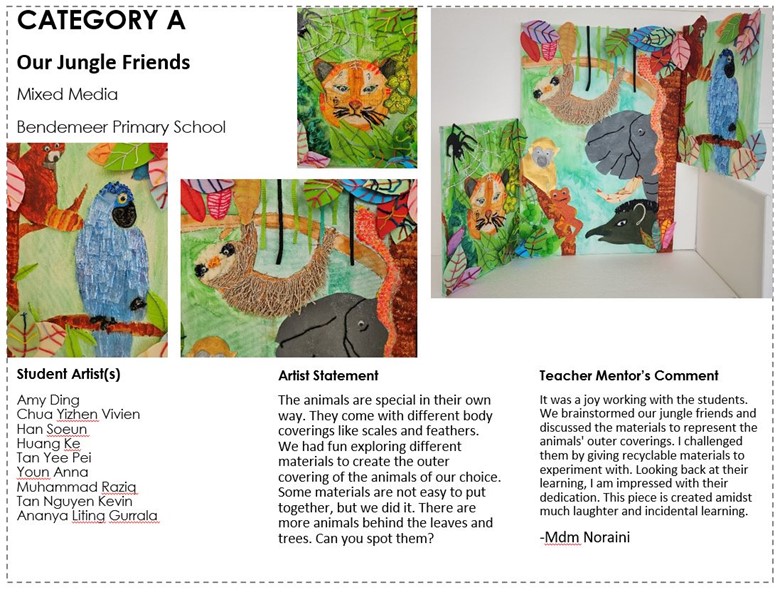 CATEGORY A
Our Jungle Friends
Mixed Media
Bendemeer Primary School
Student Artist(s)
Amy Ding
Chua Yizhen Vivien
Han Soeun
Huang Ke
Tan Yee Pei
Youn Anna
Muhammad Raziq
Tan Nguyen Kevin
Ananya Liting Gurrala
Artist Statement
The animals are special in their own
way. They come with different body
coverings like scales and feathers.
We had fun exploring different
materials to create the outer
covering of the animals of our choice.
Some materials are not easy to put
together, but we did it. There are
more animals behind the leaves and
trees. Can you spot them?
Teacher Mentor's Comment
It was a joy working with the students.
We brainstormed our jungle friends and
discussed the materials to represent the
animals' outer coverings. I challenged
them by giving recyclable materials to
experiment with. Looking back at their
learning, I am impressed with their
dedication. This piece is created amidst
much laughter and incidental learning.
-Mdm Noraini